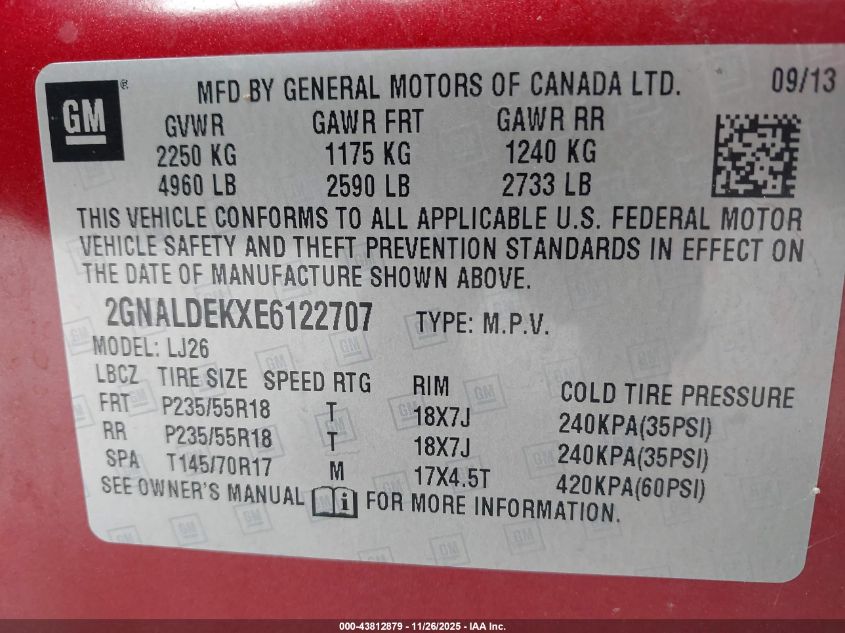 GM ® MFD BY GENERAL MOTORS OF CANADA LTD. 09/13
GVWR GAWR FRT GAWR RR
2250 KG 1175 KG 1240 KG
4960 LB 2590 LB 2733 LB
THIS VEHICLE CONFORMS TO ALL APPLICABLE U.S. FEDERAL MOTOR
VEHICLE SAFETY AND THEFT PREVENTION STANDARDS IN EFFECT ON
THE DATE OF MANUFACTURE SHOWN ABOVE.
2GNALDEKXE6122707 TYPE: M.P.V.
MODEL: LJ26
LBCZ TIRE SIZE SPEED RTG RIM COLD TIRE PRESSURE
FRT P235/55R18 T 18X7J 240KPA(35PSI)
RR P235/55R18 T 18X7J 240KPA(35PSI)
SPA T145/70R17 M 17X4.5T 420KPA(60PSI)
SEE OWNER'S MANUAL i FOR MORE INFORMATION.
000-43812879 - 11/26/2025 - IAA Inc.